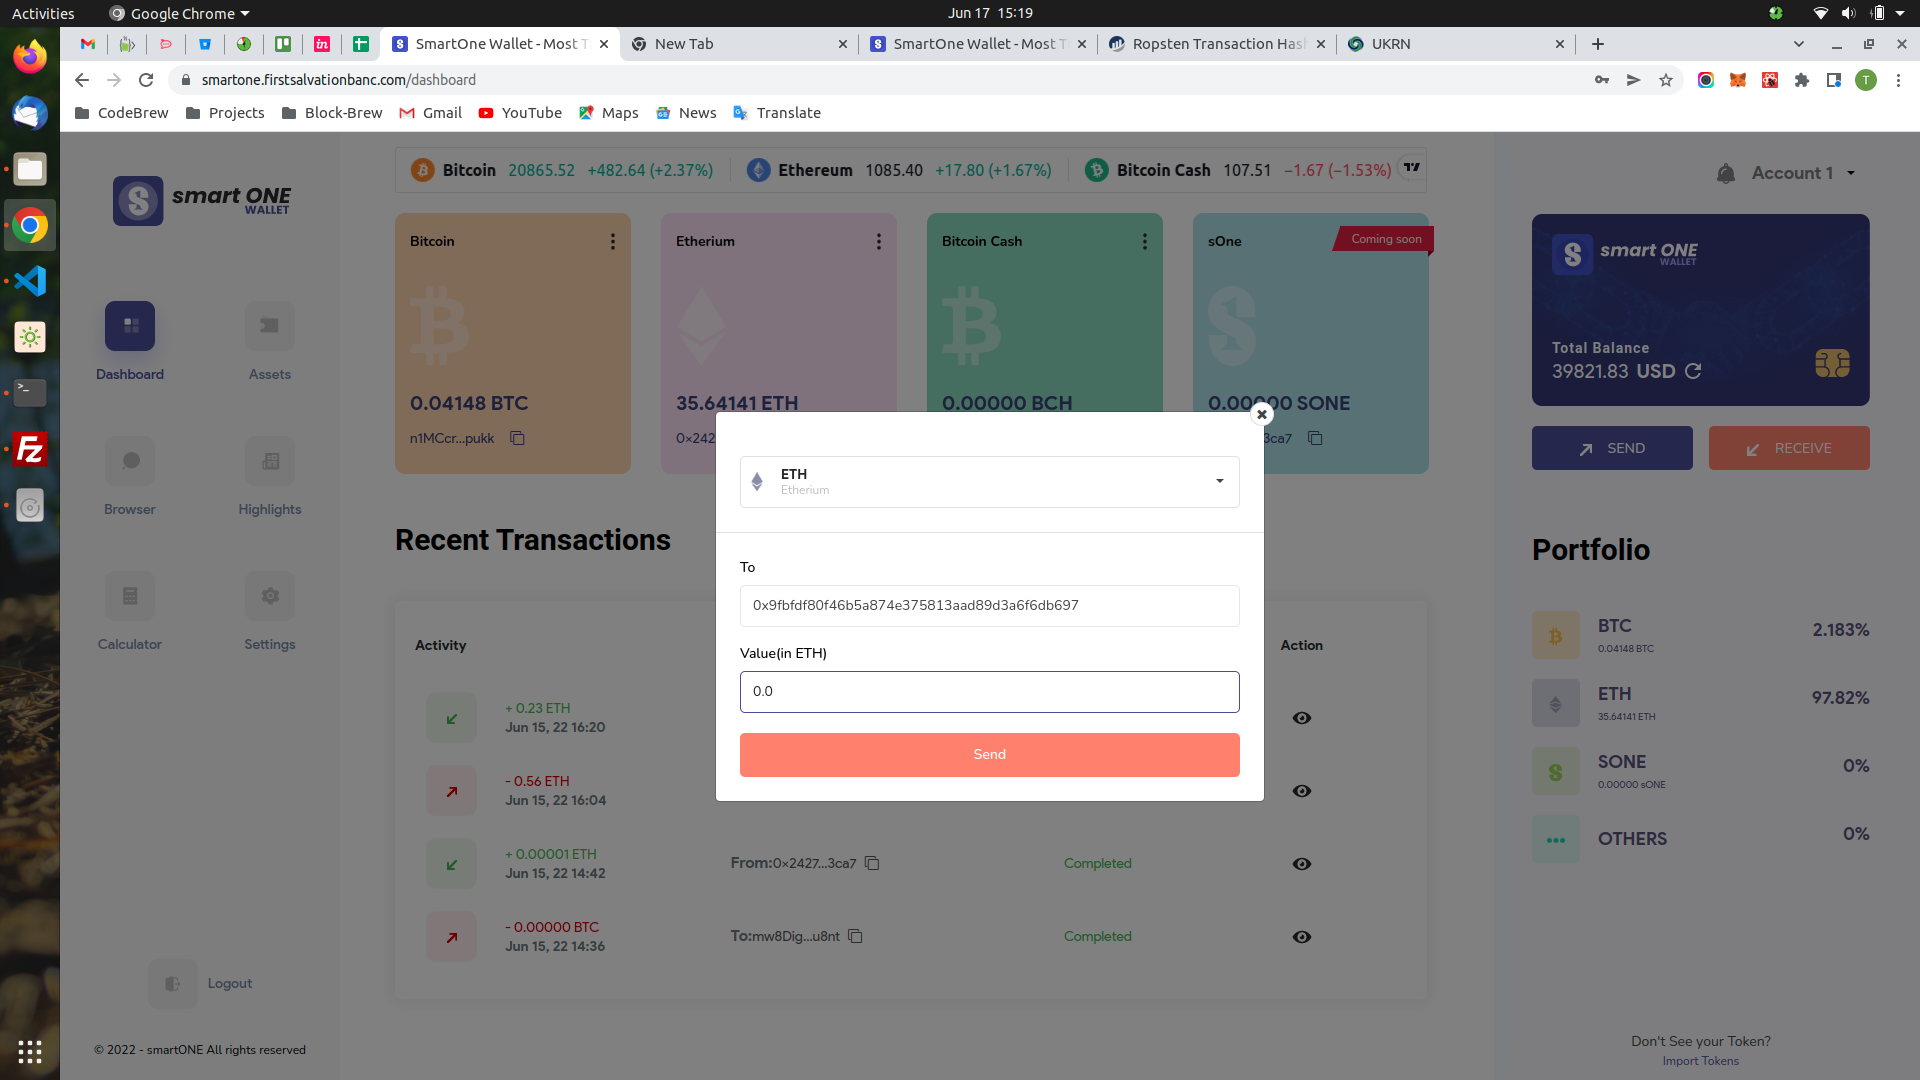 Activities
Google Chrome
Jun 17 15:19
SmartOne Wallet - Most T
New Tab
SmartOne Wallet - Most T
Ropsten Transaction Has
UKRN
smartone.firstsalvationbanc.com/dashboard
T
CodeBrew
Projects
Block-Brew
Gmail
YouTube
Maps
News
Translate
smart ONE
WALLET
Bitcoin 20865.52 +482.64 (+2.37%)
Ethereum 1085.40 +17.80 (+1.67%)
Bitcoin Cash 107.51 −1.67 (−1.53%)
Account 1
Bitcoin
0.04148 BTC
n1MCcr...pukk
Etherium
35.64141 ETH
0x242
Bitcoin Cash
0.00000 BCH
sOne
Coming soon
0.00000 SONE
3ca7
smart ONE
WALLET
Total Balance
39821.83 USD
SEND
RECEIVE
Dashboard
Assets
Browser
Highlights
Calculator
Settings
Logout
© 2022 - smartONE All rights reserved
ETH
Etherium
To
0x9fbfdf80f46b5a874e375813aad89d3a6f6db697
Value(in ETH)
0.0
Send
Recent Transactions
Activity
Action
+ 0.23 ETH
Jun 15, 22 16:20
- 0.56 ETH
Jun 15, 22 16:04
+ 0.00001 ETH
Jun 15, 22 14:42
From:0x2427...3ca7
Completed
- 0.00000 BTC
Jun 15, 22 14:36
To:mw8Dig...u8nt
Completed
Portfolio
BTC
0.04148 BTC
2.183%
ETH
35.64141 ETH
97.82%
SONE
0.00000 sONE
0%
OTHERS
0%
Don't See your Token?
Import Tokens